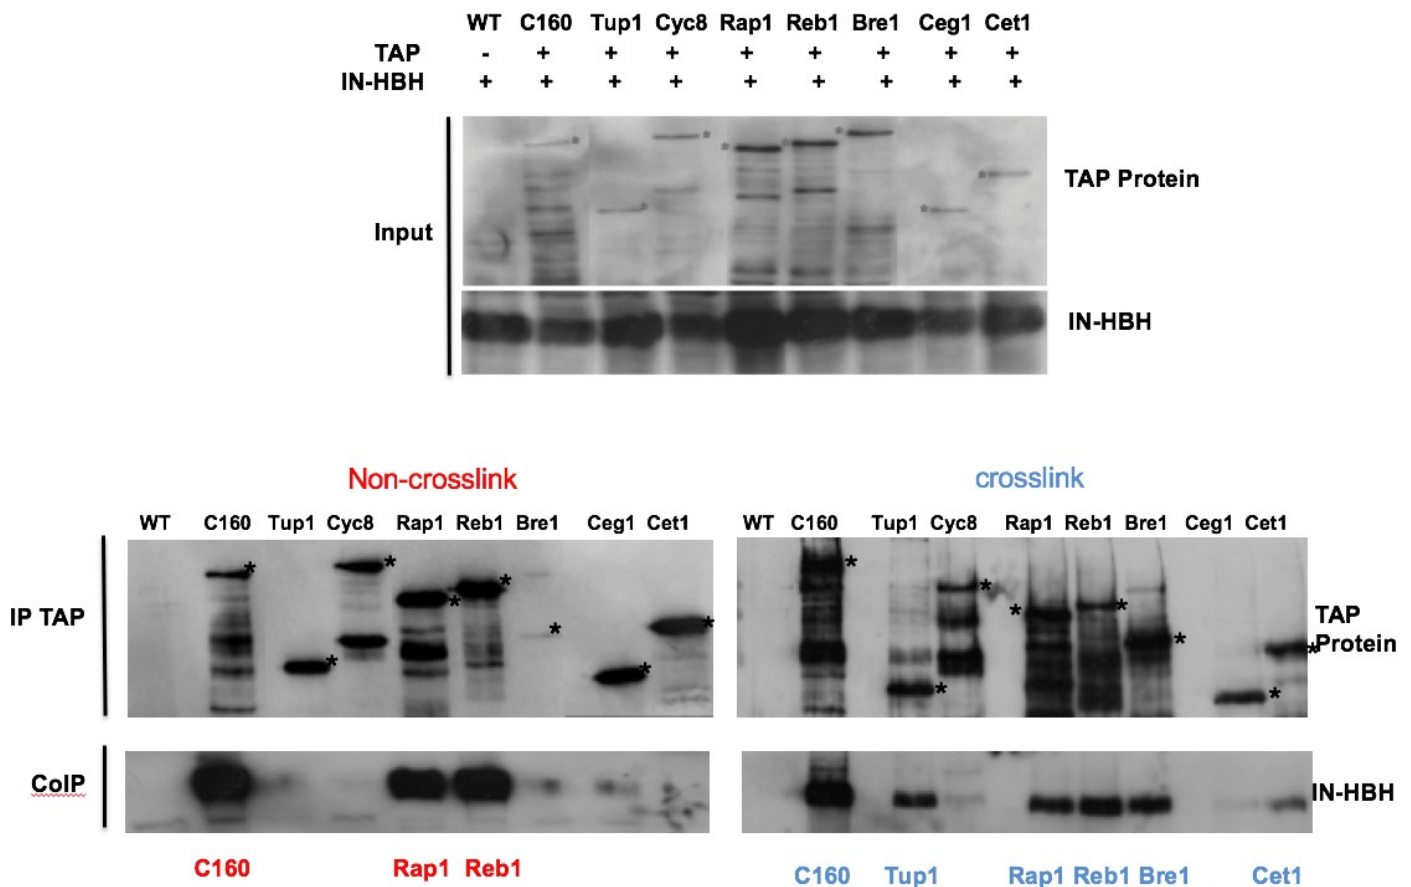 WT C160 Tup1 Cyc8 Rap1 Reb1 Bre1 Ceg1 Cet1
TAP - + + + + + + + +
IN-HBH + + + + + + + + +
Input
TAP Protein
IN-HBH
Non-crosslink
crosslink
WT C160 Tup1 Cyc8 Rap1 Reb1 Bre1 Ceg1 Cet1
WT C160 Tup1 Cyc8 Rap1 Reb1 Bre1 Ceg1 Cet1
IP TAP
* * * * * * * *
* * * * * * * *
TAP
Protein
CoIP
IN-HBH
C160 Rap1 Reb1
C160 Tup1 Rap1 Reb1 Bre1 Cet1